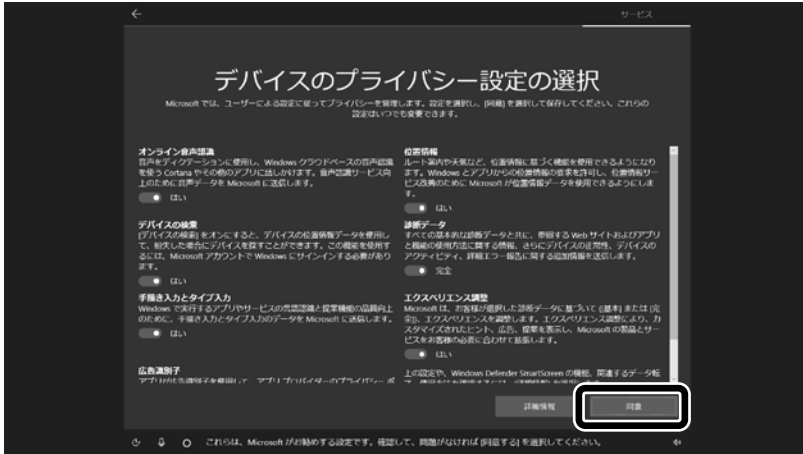 サービス
デバイスのプライバシー設定の選択
Microsoft では、ユーザーによる設定に従ってプライバシーを管理します。設定を選択し、[同意] を選択して保存してください。これらの
設定はいつでも変更できます。
オンライン音声認識
音声をディクテーションに使用し、Windows クラウドベースの音声認識
を使う Cortana やその他のアプリに話しかけます。音声認識サービス向
上のために音声データを Microsoft に送信します。
はい
デバイスの検索
[デバイスの検索] をオンにすると、デバイスの位置情報データを使用し
て、紛失した場合にデバイスを探すことができます。この機能を使用す
るには、Microsoft アカウントで Windows にサインインする必要があり
ます。
はい
手描き入力とタイプ入力
Windows で実行するアプリやサービスの言語認識と提案機能の品質向上
のために、手描き入力とタイプ入力のデータを Microsoft に送信します。
はい
広告識別子
位置情報
ルート案内や天気など、位置情報に基づく機能を使用できるようになり
ます。Windows とアプリからの位置情報の要求を許可し、位置情報サー
ビス改善のために Microsoft が位置情報データを使用できるようにしま
す。
はい
診断データ
すべての基本的な診断データと共に、参照する Web サイトおよびアプリ
と機能の使用方法に関する情報、さらにデバイスの正常性、デバイスの
アクティビティ、詳細エラー報告に関する追加情報を送信します。
完全
エクスペリエンス調整
Microsoft は、お客様が選択した診断データに基づいて ([基本] または [完
全])、エクスペリエンスを調整します。エクスペリエンス調整により、カ
スタマイズされたヒント、広告、提案を表示し、Microsoft の製品とサー
ビスをお客様の必要に合わせて拡張します。
はい
上の設定や、Windows Defender SmartScreen の機能、関連するデータ転
詳細情報
同意
これらは、Microsoft がお勧めする設定です。確認して、問題がなければ [同意する] を選択してください。